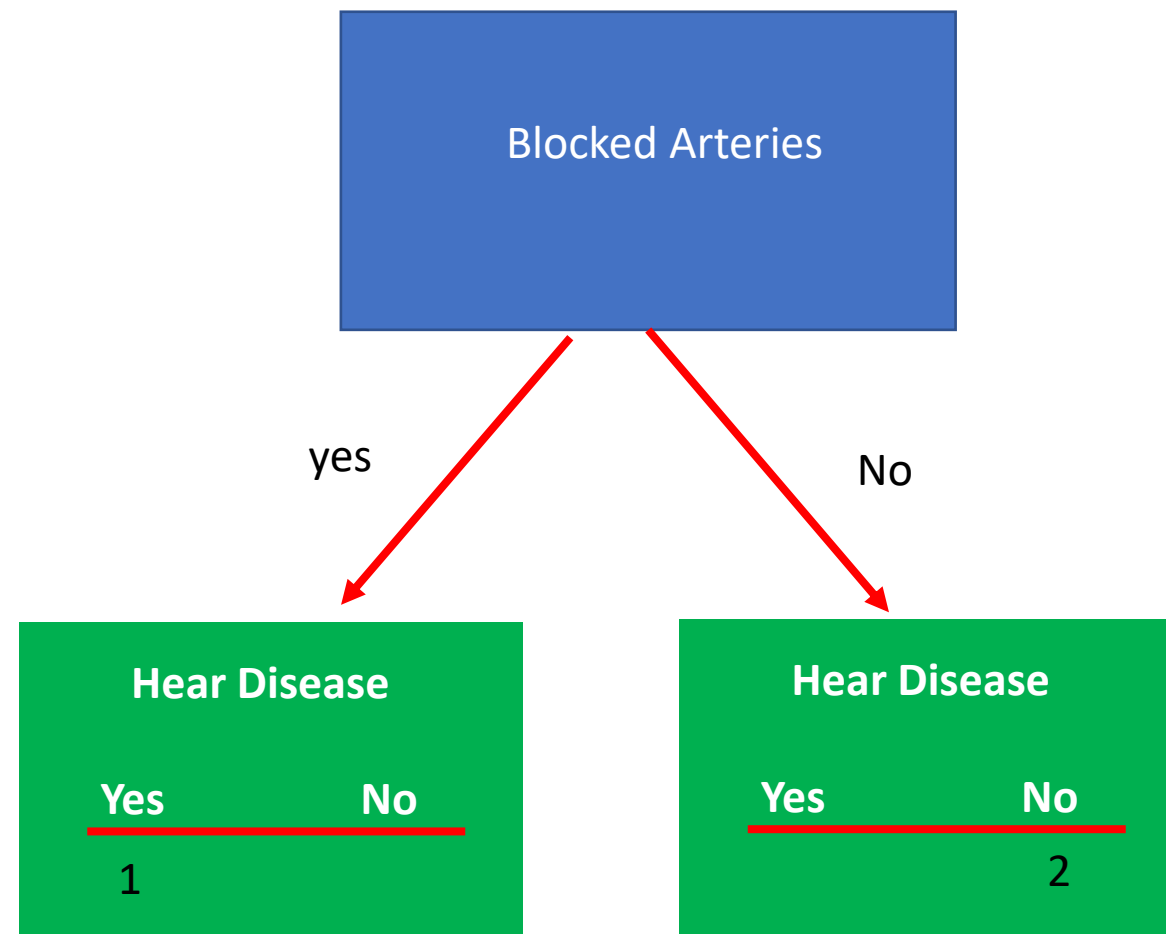 Blocked Arteries
yes
No
Hear Disease
Yes No
1
Hear Disease
Yes No
2